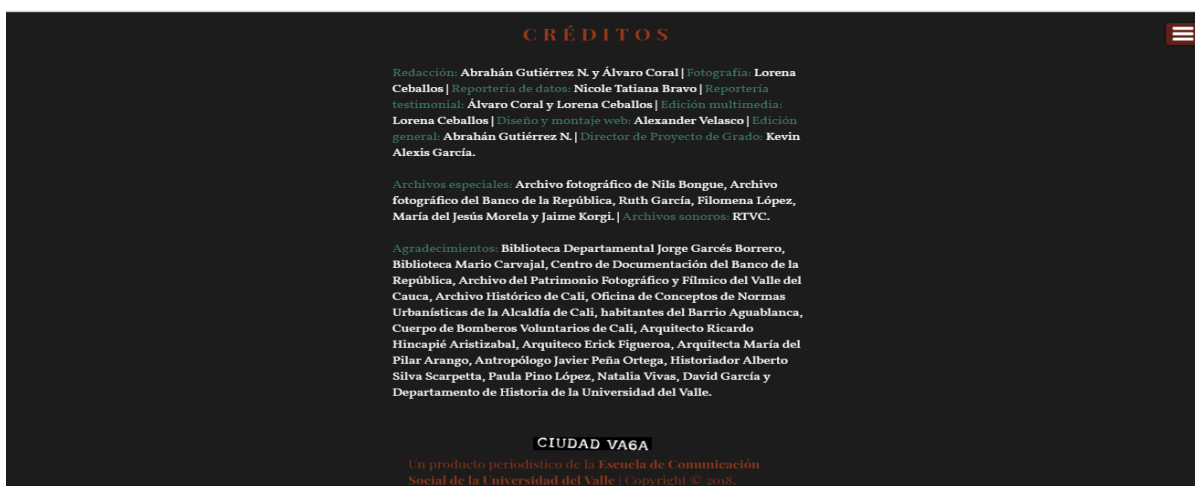 CRÉDITOS
Redacción: Abrahán Gutiérrez N. y Álvaro Coral | Fotografía: Lorena
Ceballos | Reportería de datos: Nicole Tatiana Bravo | Reportería
testimonial: Álvaro Coral y Lorena Ceballos | Edición multimedia:
Lorena Ceballos | Diseño y montaje web: Alexander Velasco | Edición
general: Abrahán Gutiérrez N. | Director de Proyecto de Grado: Kevin
Alexis García.
Archivos especiales: Archivo fotográfico de Nils Bongue, Archivo
fotográfico del Banco de la República, Ruth García, Filomena López,
María del Jesús Morela y Jaime Korgi. | Archivos sonoros: RTVC.
Agradecimientos: Biblioteca Departamental Jorge Garcés Borrero,
Biblioteca Mario Carvajal, Centro de Documentación del Banco de la
República, Archivo del Patrimonio Fotográfico y Fílmico del Valle del
Cauca, Archivo Histórico de Cali, Oficina de Conceptos de Normas
Urbanísticas de la Alcaldía de Cali, habitantes del Barrio Aguablanca,
Cuerpo de Bomberos Voluntarios de Cali, Arquitecto Ricardo
Hincapié Aristizabal, Arquiteco Erick Figueroa, Arquitecta María del
Pilar Arango, Antropólogo Javier Peña Ortega, Historiador Alberto
Silva Scarpetta, Paula Pino López, Natalia Vivas, David García y
Departamento de Historia de la Universidad del Valle.
CIUDAD VA6A
Un producto periodístico de la Escuela de Comunicación
Social de la Universidad del Valle | Copyright © 2018.